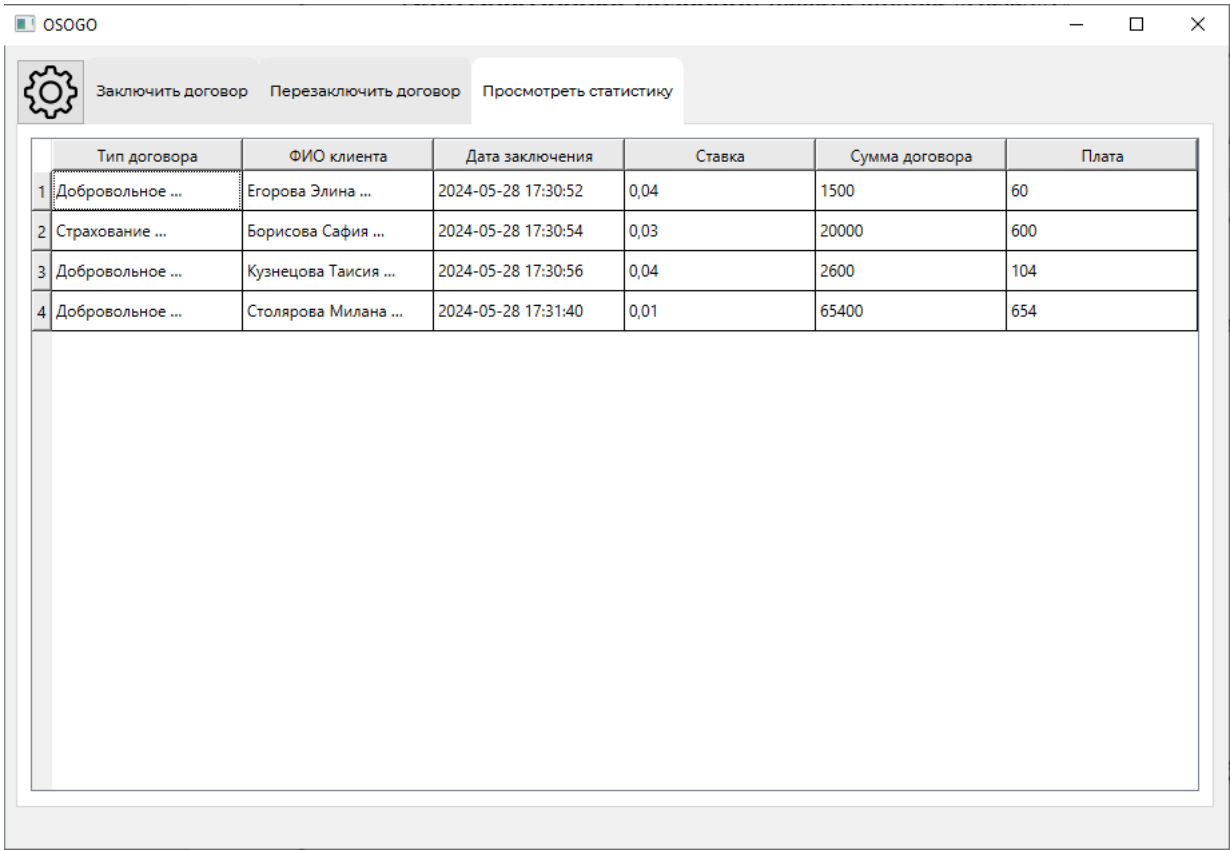 OSOGO
Заключить договор Перезаключить договор Просмотреть статистику
Тип договора ФИО клиента Дата заключения Ставка Сумма договора Плата
1 Добровольное ... Егорова Элина ... 2024-05-28 17:30:52 0,04 1500 60
2 Страхование ... Борисова Сафия ... 2024-05-28 17:30:54 0,03 20000 600
3 Добровольное ... Кузнецова Таисия ... 2024-05-28 17:30:56 0,04 2600 104
4 Добровольное ... Столярова Милана ... 2024-05-28 17:31:40 0,01 65400 654